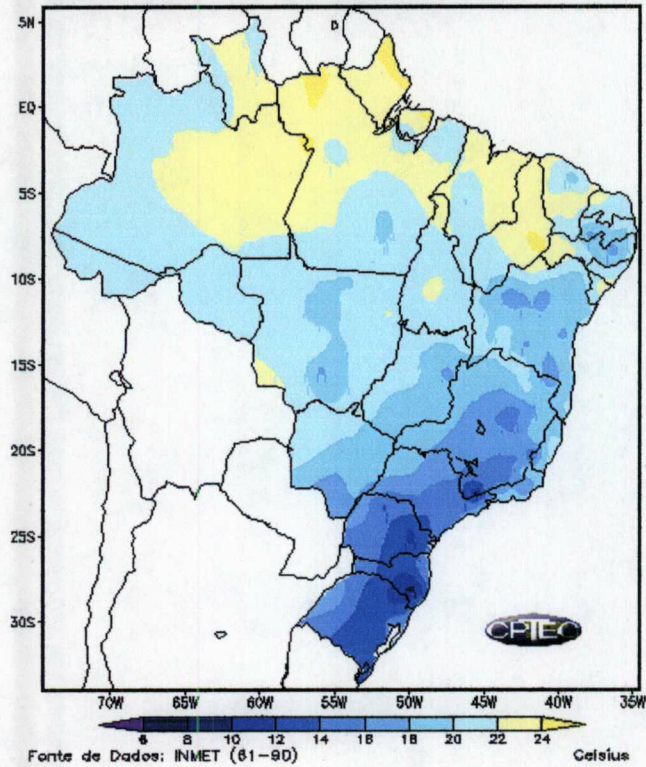 5N
EQ
5S
10S
15S
20S
25S
30S
70W 65W 60W 55W 50W 45W 40W 35W
CPTEC
6 8 10 12 14 16 18 20 22 24
Fonte de Dados: INMET (61-90) Celsius